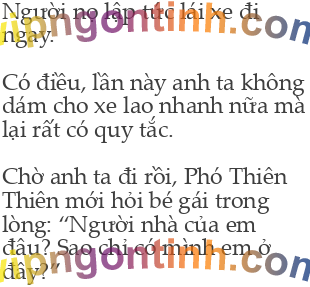 Người nọ lập tức lái xe đi
ngay.
Có điều, lần này anh ta không
dám cho xe lao nhanh nữa mà
lại rất có quy tắc.
Chờ anh ta đi rồi, Phó Thiên
Thiên mới hỏi bé gái trong
lòng: “Người nhà của em
đâu? Sao chỉ có mình em ở
đây?”